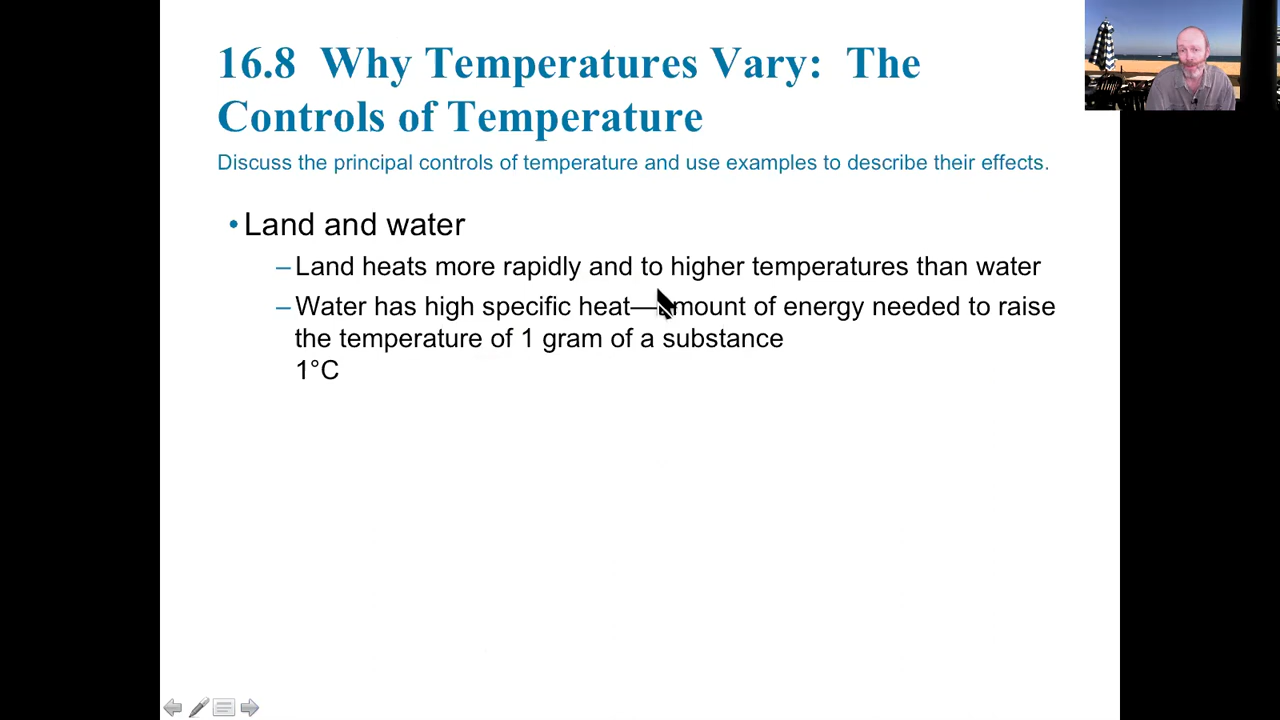 16.8 Why Temperatures Vary: The
Controls of Temperature
Discuss the principal controls of temperature and use examples to describe their effects.
•Land and water
–Land heats more rapidly and to higher temperatures than water
–Water has high specific heat—amount of energy needed to raise
the temperature of 1 gram of a substance
1°C